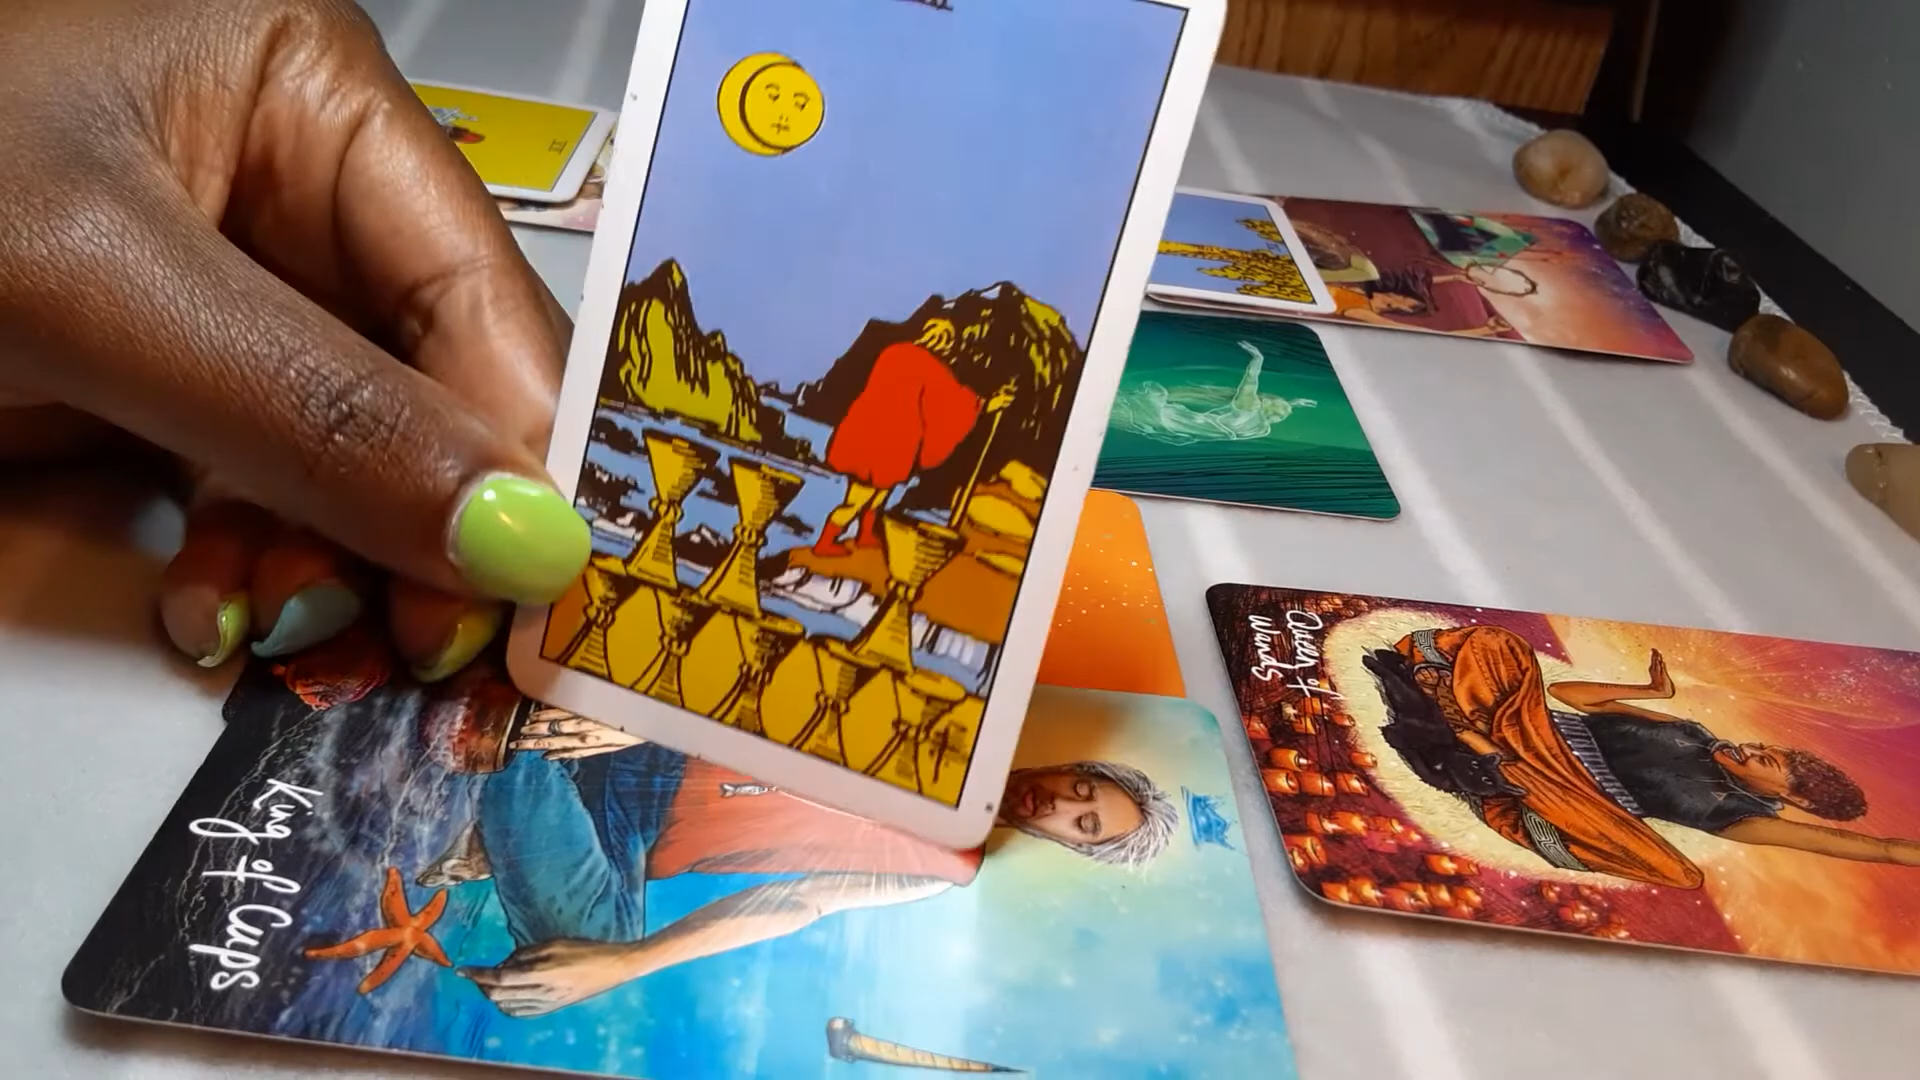 King of Cups
Queen of
Wands